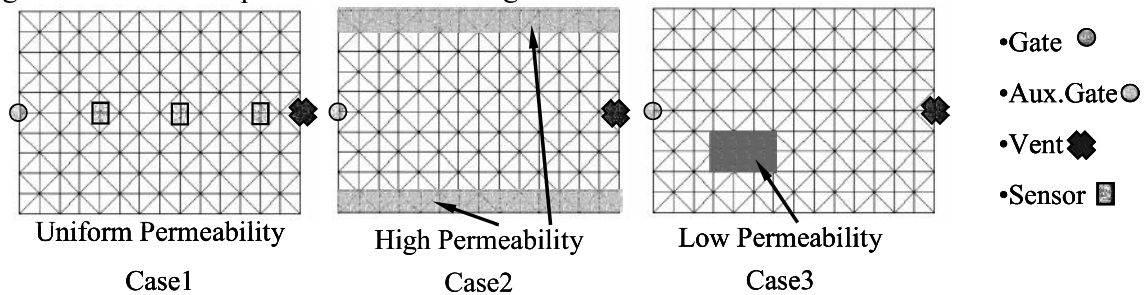 •Gate
•Aux.Gate
•Vent
•Sensor
Uniform Permeability
High Permeability
Low Permeability
Case1
Case2
Case3